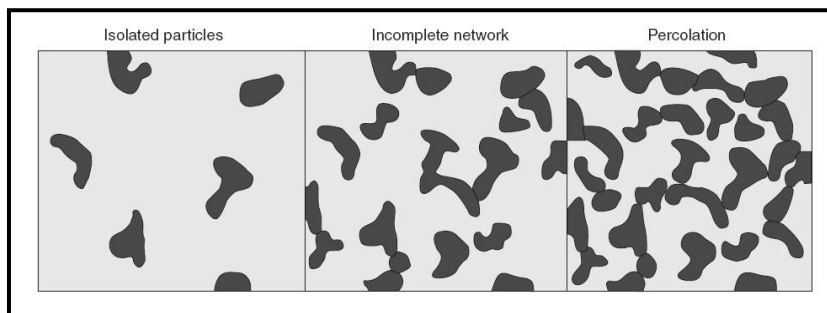 Isolated particles
Incomplete network
Percolation